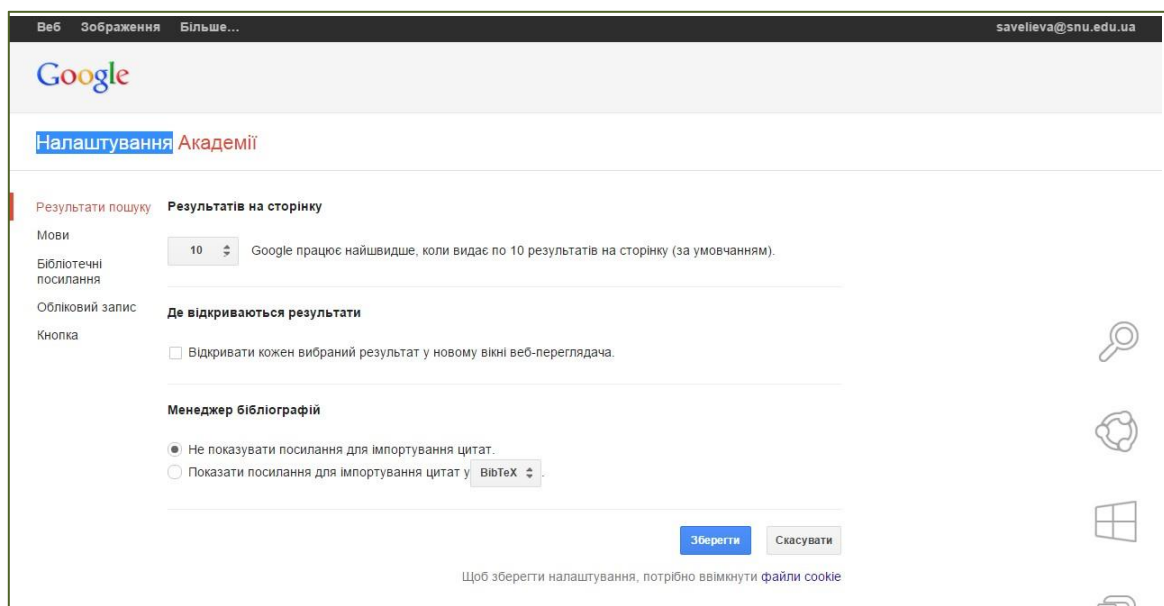 Веб Зображення Більше... savelieva@snu.edu.ua
Google
Налаштування Академії
Результати пошуку
Мови
Бібліотечні
посилання
Обліковий запис
Кнопка
Результатів на сторінку
10 Google працює найшвидше, коли видає по 10 результатів на сторінку (за умовчанням).
Де відкриваються результати
Відкривати кожен вибраний результат у новому вікні веб-переглядача.
Менеджер бібліографій
Не показувати посилання для імпортування цитат.
Показати посилання для імпортування цитат у BibTeX .
Зберегти Скасувати
Щоб зберегти налаштування, потрібно ввімкнути файли cookie